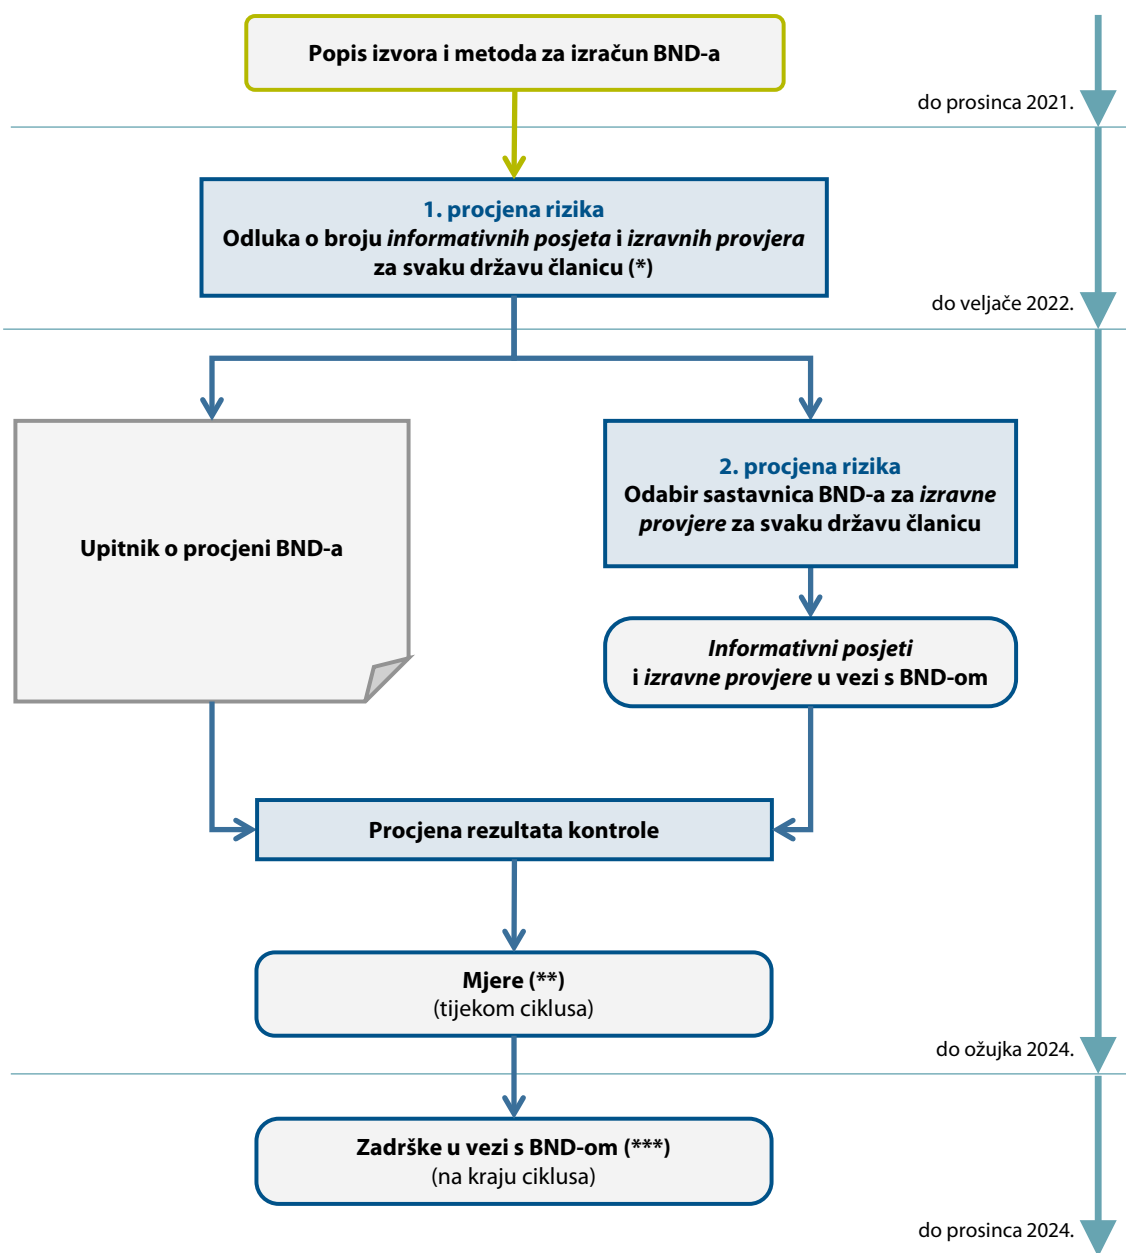 Popis izvora i metoda za izračun BND-a
do prosinca 2021.
1. procjena rizika
Odluka o broju informativnih posjeta i izravnih provjera
za svaku državu članicu (*)
do veljače 2022.
Upitnik o procjeni BND-a
2. procjena rizika
Odabir sastavnica BND-a za izravne
provjere za svaku državu članicu
Informativni posjeti
i izravne provjere u vezi s BND-om
Procjena rezultata kontrole
Mjere (**)
(tijekom ciklusa)
do ožujka 2024.
Zadrške u vezi s BND-om (***)
(na kraju ciklusa)
do prosinca 2024.